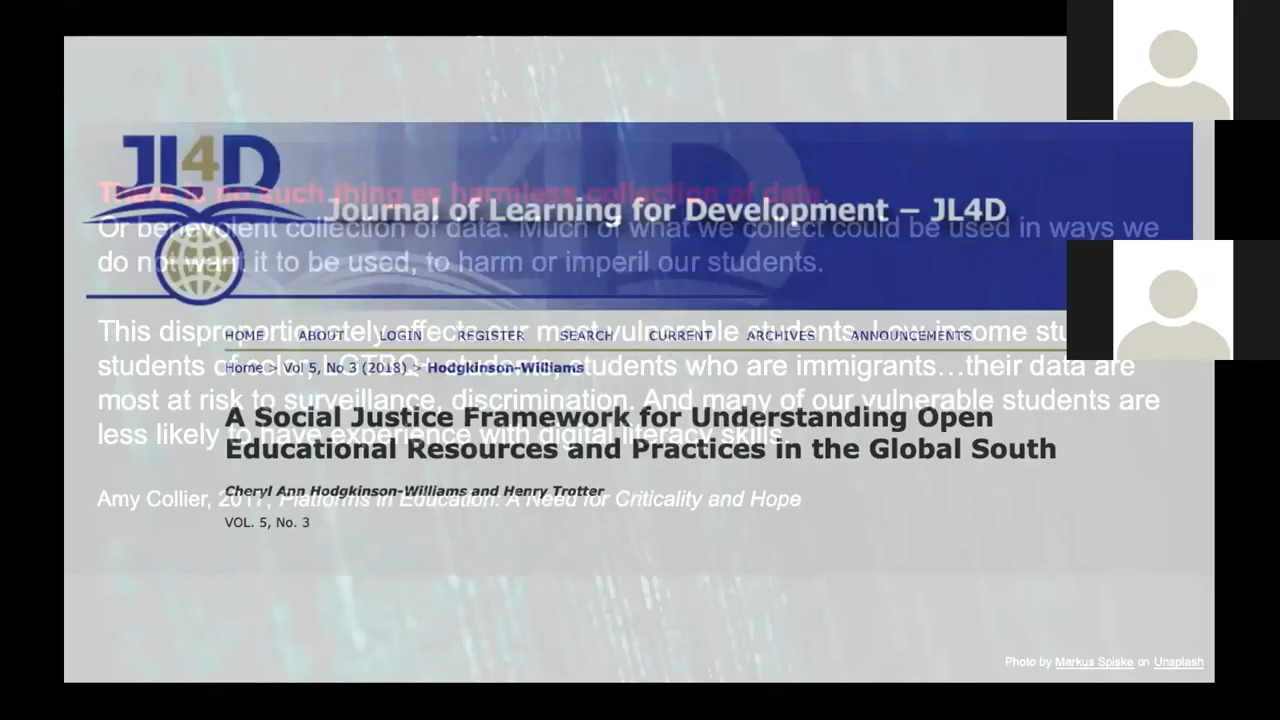 JL4D
There is no such thing as harmless collection of data.
Journal of Learning for Development – JL4D
Or benevolent collection of data. Much of what we collect could be used in ways we
do not want it to be used, to harm or imperil our students.
This disproportionately affects our most vulnerable students. Low income
HOME ABOUT LOGIN REGISTER SEARCH CURRENT ARCHIVES ANNOUNCEMENTS
students of color, LGTBQ+ students, students who are immigrants…their data are
Home > Vol 5, No 3 (2018) > Hodgkinson-Williams
most at risk to surveillance, discrimination. And many of our vulnerable students are
A Social Justice Framework for Understanding Open
less likely to have experience with digital literacy skills.
Educational Resources and Practices in the Global South
Cheryl Ann Hodgkinson-Williams and Henry Trotter
Amy Collier, 2017, Platforms in Education: A Need for Criticality and Hope
VOL. 5, No. 3
Photo by Markus Spiske on Unsplash